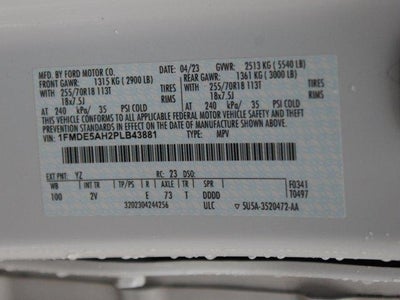 MFD. BY FORD MOTOR CO. 04/23 GVWR: 2513 KG ( 5540 LB)
FRONT GAWR: REAR GAWR:
1315 KG ( 2900 LB) 1361 KG ( 3000 LB)
WITH TIRES WITH TIRES
255/70R18 113T RIMS 255/70R18 113T RIMS
18x7.5J 18x7.5J
AT 240 kPa/ 35 PSI COLD AT 240 kPa/ 35 PSI COLD
THIS VEHICLE CONFORMS TO ALL APPLICABLE FEDERAL MOTOR VEHICLE SAFETY AND BUMPER
STANDARDS IN EFFECT ON THE DATE OF MANUFACTURE SHOWN ABOVE.
VIN: 1FMDE5AH2PLB43881 TYPE: MPV
EXT PNT: YZ RC: 23 DSO:
WB INT TR TP/PS R AXLE TR SPR F0341
100 2V E 73 T DDDD T0497
3202304244256 ULC 5U5A-3520472-AA